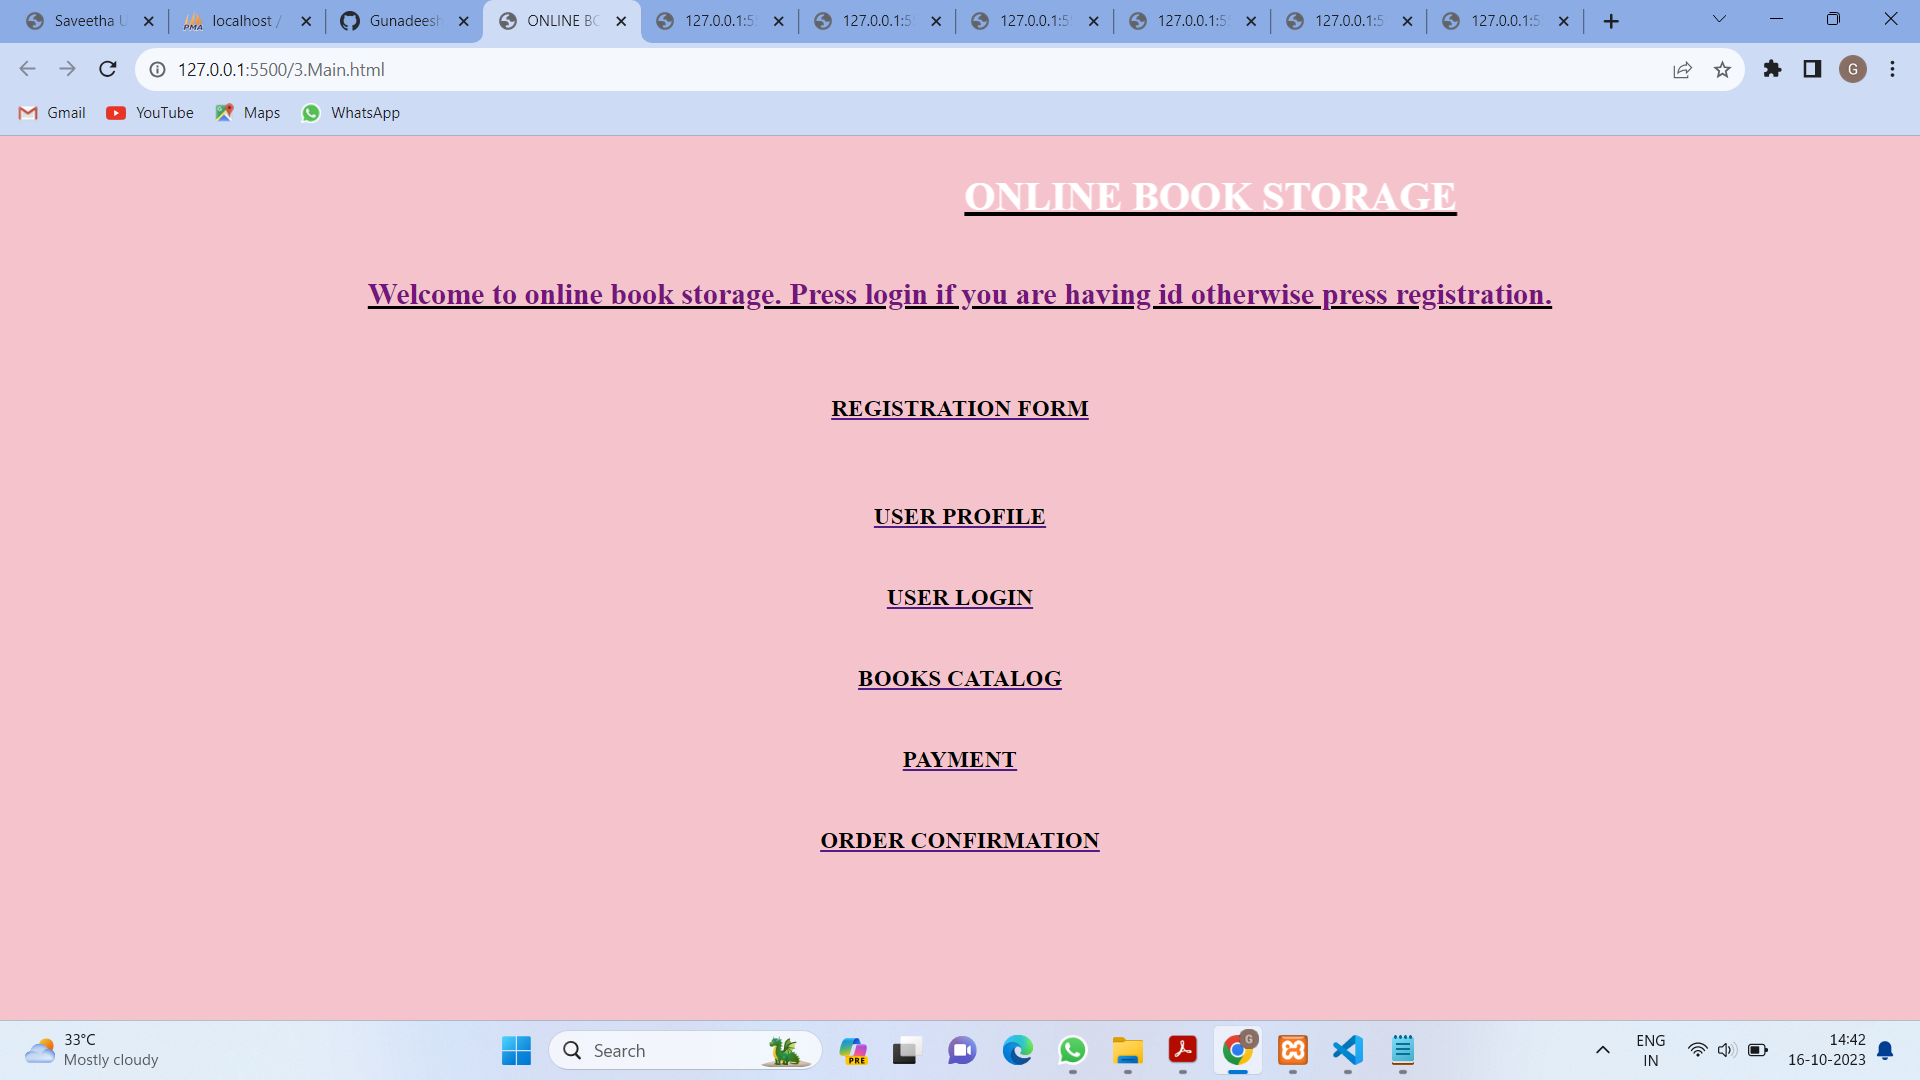 Saveetha U
localhost /
Gunadeesh
ONLINE BO
127.0.0.1:5
127.0.0.1:5
127.0.0.1:5
127.0.0.1:5
127.0.0.1:5
127.0.0.1:5
127.0.0.1:5500/3.Main.html
G
Gmail
YouTube
Maps
WhatsApp
ONLINE BOOK STORAGE
Welcome to online book storage. Press login if you are having id otherwise press registration.
REGISTRATION FORM
USER PROFILE
USER LOGIN
BOOKS CATALOG
PAYMENT
ORDER CONFIRMATION
33°C
Mostly cloudy
Search
PRE
G
ENG
IN
14:42
16-10-2023